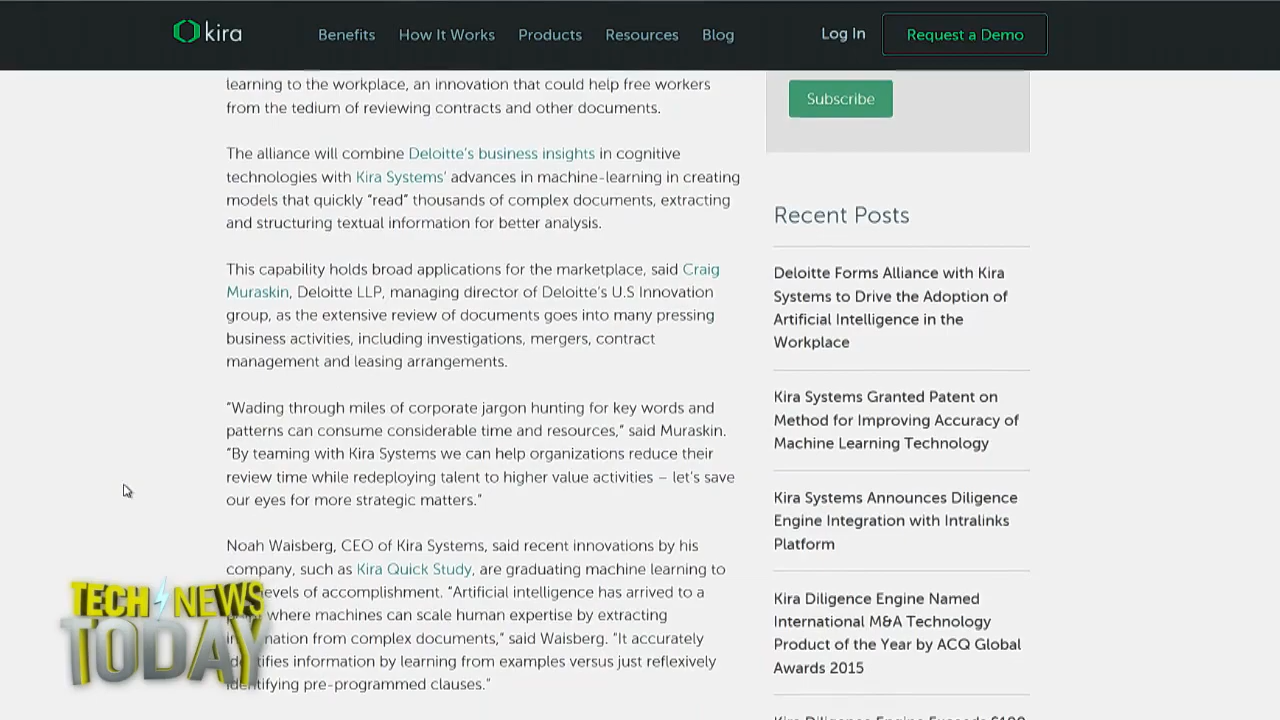 kira
Benefits How It Works Products Resources Blog Log In Request a Demo
learning to the workplace, an innovation that could help free workers
from the tedium of reviewing contracts and other documents.
The alliance will combine Deloitte's business insights in cognitive
technologies with Kira Systems' advances in machine-learning in creating
models that quickly "read" thousands of complex documents, extracting
and structuring textual information for better analysis.
This capability holds broad applications for the marketplace, said Craig
Muraskin, Deloitte LLP, managing director of Deloitte's U.S Innovation
group, as the extensive review of documents goes into many pressing
business activities, including investigations, mergers, contract
management and leasing arrangements.
"Wading through miles of corporate jargon hunting for key words and
patterns can consume considerable time and resources," said Muraskin.
"By teaming with Kira Systems we can help organizations reduce their
review time while redeploying talent to higher value activities – let's save
our eyes for more strategic matters."
Noah Waisberg, CEO of Kira Systems, said recent innovations by his
company, such as Kira Quick Study, are graduating machine learning to
levels of accomplishment. "Artificial intelligence has arrived to a
where machines can scale human expertise by extracting
from complex documents," said Waisberg. "It accurately
information by learning from examples versus just reflexively
identifying pre-programmed clauses."
Subscribe
Recent Posts
Deloitte Forms Alliance with Kira
Systems to Drive the Adoption of
Artificial Intelligence in the
Workplace
Kira Systems Granted Patent on
Method for Improving Accuracy of
Machine Learning Technology
Kira Systems Announces Diligence
Engine Integration with Intralinks
Platform
Kira Diligence Engine Named
International M&A Technology
Product of the Year by ACQ Global
Awards 2015
TECH NEWS
TODAY